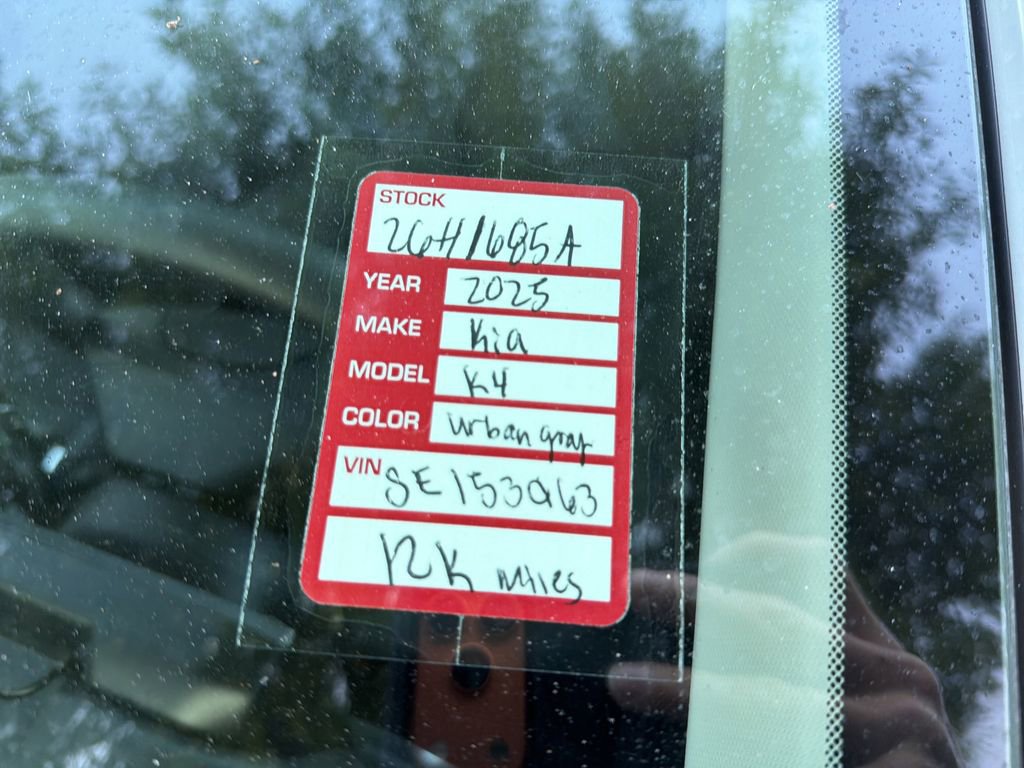 STOCK
26H1685A
YEAR 2025
MAKE Kia
MODEL K4
COLOR Urban gray
VIN SE153963
12K miles